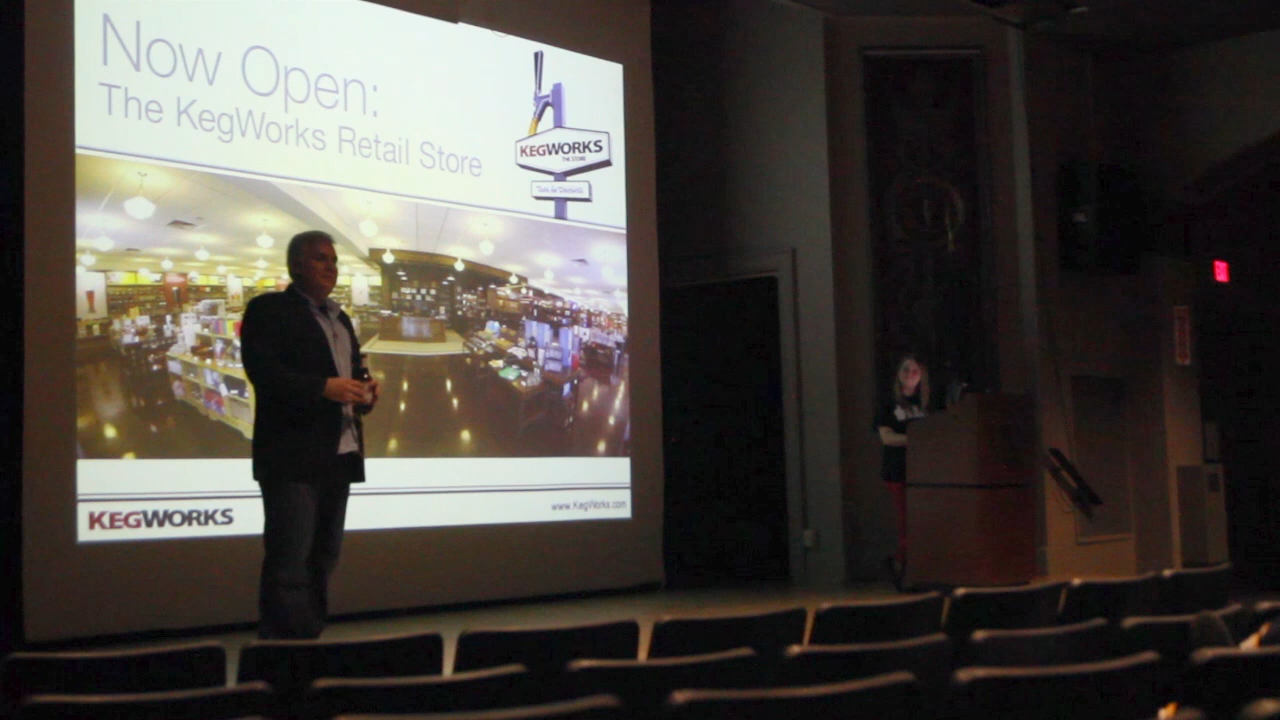 Now Open:
The KegWorks Retail Store
KEGWORKS
THE STORE
KEGWORKS
www.KegWorks.com